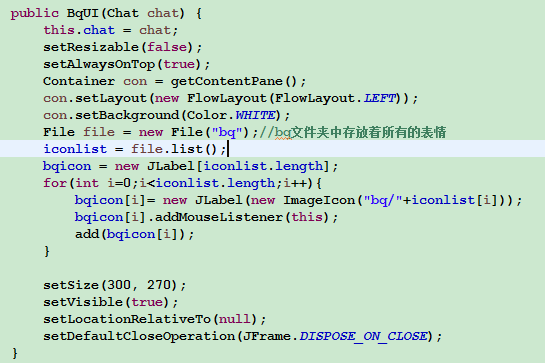 public BqUI(Chat chat) {
this.chat = chat;
setResizable(false);
setAlwaysOnTop(true);
Container con = getContentPane();
con.setLayout(new FlowLayout(FlowLayout.LEFT));
con.setBackground(Color.WHITE);
File file = new File("bq");//bq文件夹中存放着所有的表情
iconlist = file.list();
bqicon = new JLabel[iconlist.length];
for(int i=0;i<iconlist.length;i++){
bqicon[i]= new JLabel(new ImageIcon("bq/"+iconlist[i]));
bqicon[i].addMouseListener(this);
add(bqicon[i]);
}
setSize(300, 270);
setVisible(true);
setLocationRelativeTo(null);
setDefaultCloseOperation(JFrame.DISPOSE_ON_CLOSE);
}